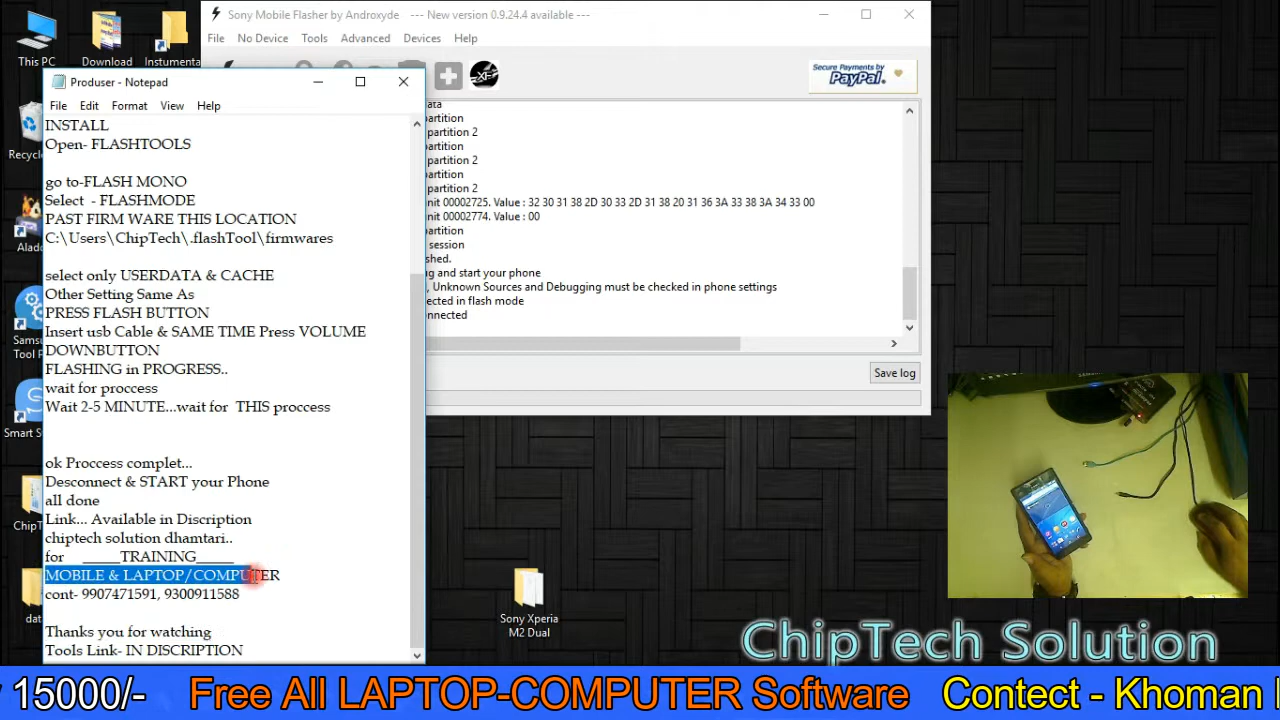 This PC
Download
Instumenta
Recyc
Alado
Sams
Tool P
Smart S
ChipT
dat
Sony Xperia
M2 Dual
Sony Mobile Flasher by Androxyde --- New version 0.9.24.4 available ---
File No Device Tools Advanced Devices Help
Secure Payments by
PayPal
ata
partition
partition 2
partition
partition 2
partition
partition 2
nit 00002725. Value : 32 30 31 38 2D 30 33 2D 31 38 20 31 36 3A 33 38 3A 34 33 00
nit 00002774. Value : 00
partition
session
shed.
g and start your phone
, Unknown Sources and Debugging must be checked in phone settings
ected in flash mode
nnected
Save log
Produser - Notepad
File Edit Format View Help
INSTALL
Open- FLASHTOOLS
go to-FLASH MONO
Select - FLASHMODE
PAST FIRM WARE THIS LOCATION
C:\Users\ChipTech\.flashTool\firmwares
select only USERDATA & CACHE
Other Setting Same As
PRESS FLASH BUTTON
Insert usb Cable & SAME TIME Press VOLUME
DOWNBUTTON
FLASHING in PROGRESS..
wait for proccess
Wait 2-5 MINUTE...wait for THIS proccess
ok Proccess complet...
Desconnect & START your Phone
all done
Link... Available in Discription
chiptech solution dhamtari..
for _____TRAINING_____
MOBILE & LAPTOP/COMPUTER
cont- 9907471591, 9300911588
Thanks you for watching
Tools Link- IN DISCRIPTION
ChipTech Solution
15000/- Free All LAPTOP-COMPUTER Software Contect - Khoman